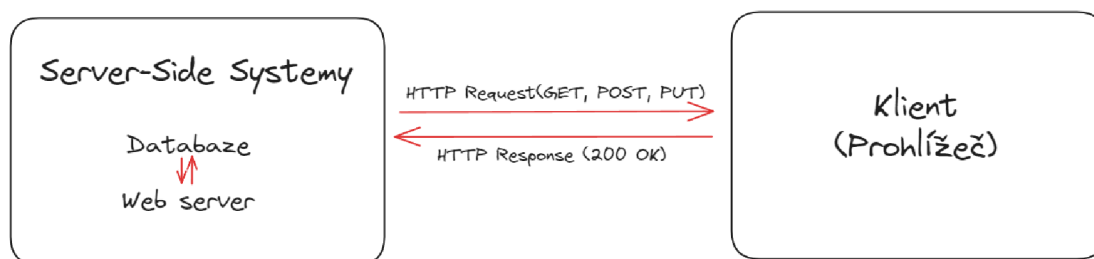 Server-Side Systemy
Databaze
Web server
HTTP Request(GET, POST, PUT)
HTTP Response (200 OK)
Klient
(Prohlížeč)